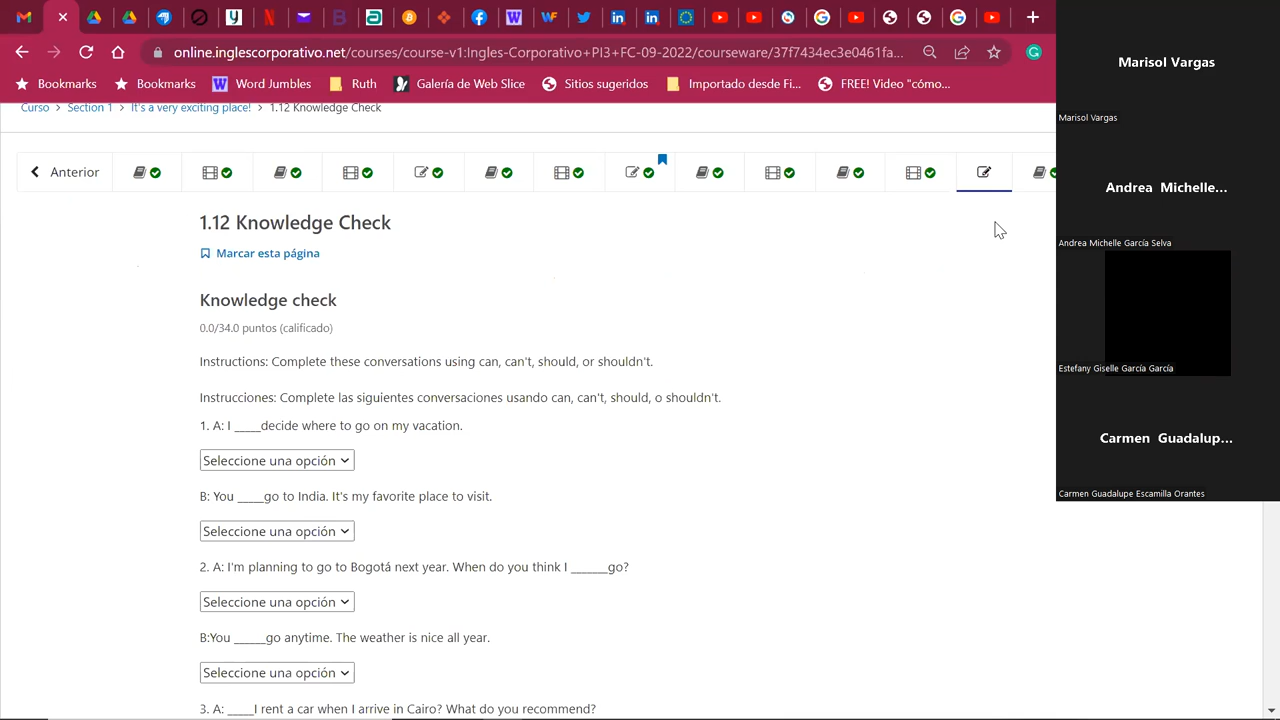 online.inglescorporativo.net/courses/course-v1:Ingles-Corporativo+PI3+FC-09-2022/courseware/37f7434ec3e0461fa...
Bookmarks
Bookmarks
Word Jumbles
Ruth
Galería de Web Slice
Sitios sugeridos
Importado desde Fi...
FREE! Video "cómo...
Curso > Section 1 > It's a very exciting place! > 1.12 Knowledge Check
Anterior
1.12 Knowledge Check
Marcar esta página
Knowledge check
0.0/34.0 puntos (calificado)
Instructions: Complete these conversations using can, can't, should, or shouldn't.
Instrucciones: Complete las siguientes conversaciones usando can, can't, should, o shouldn't.
1. A: I _____decide where to go on my vacation.
Seleccione una opción
B: You _____go to India. It's my favorite place to visit.
Seleccione una opción
2. A: I'm planning to go to Bogotá next year. When do you think I _______go?
Seleccione una opción
B:You ______go anytime. The weather is nice all year.
Seleccione una opción
3. A: _____I rent a car when I arrive in Cairo? What do you recommend?
Marisol Vargas
Marisol Vargas
Andrea Michelle...
Andrea Michelle García Selva
Estefany Giselle García García
Carmen Guadalup...
Carmen Guadalupe Escamilla Orantes